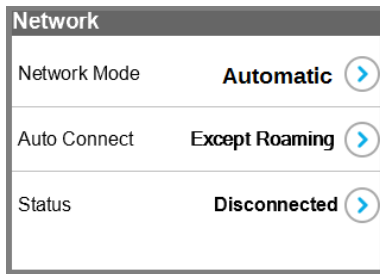 Network
Network Mode Automatic
Auto Connect Except Roaming
Status Disconnected